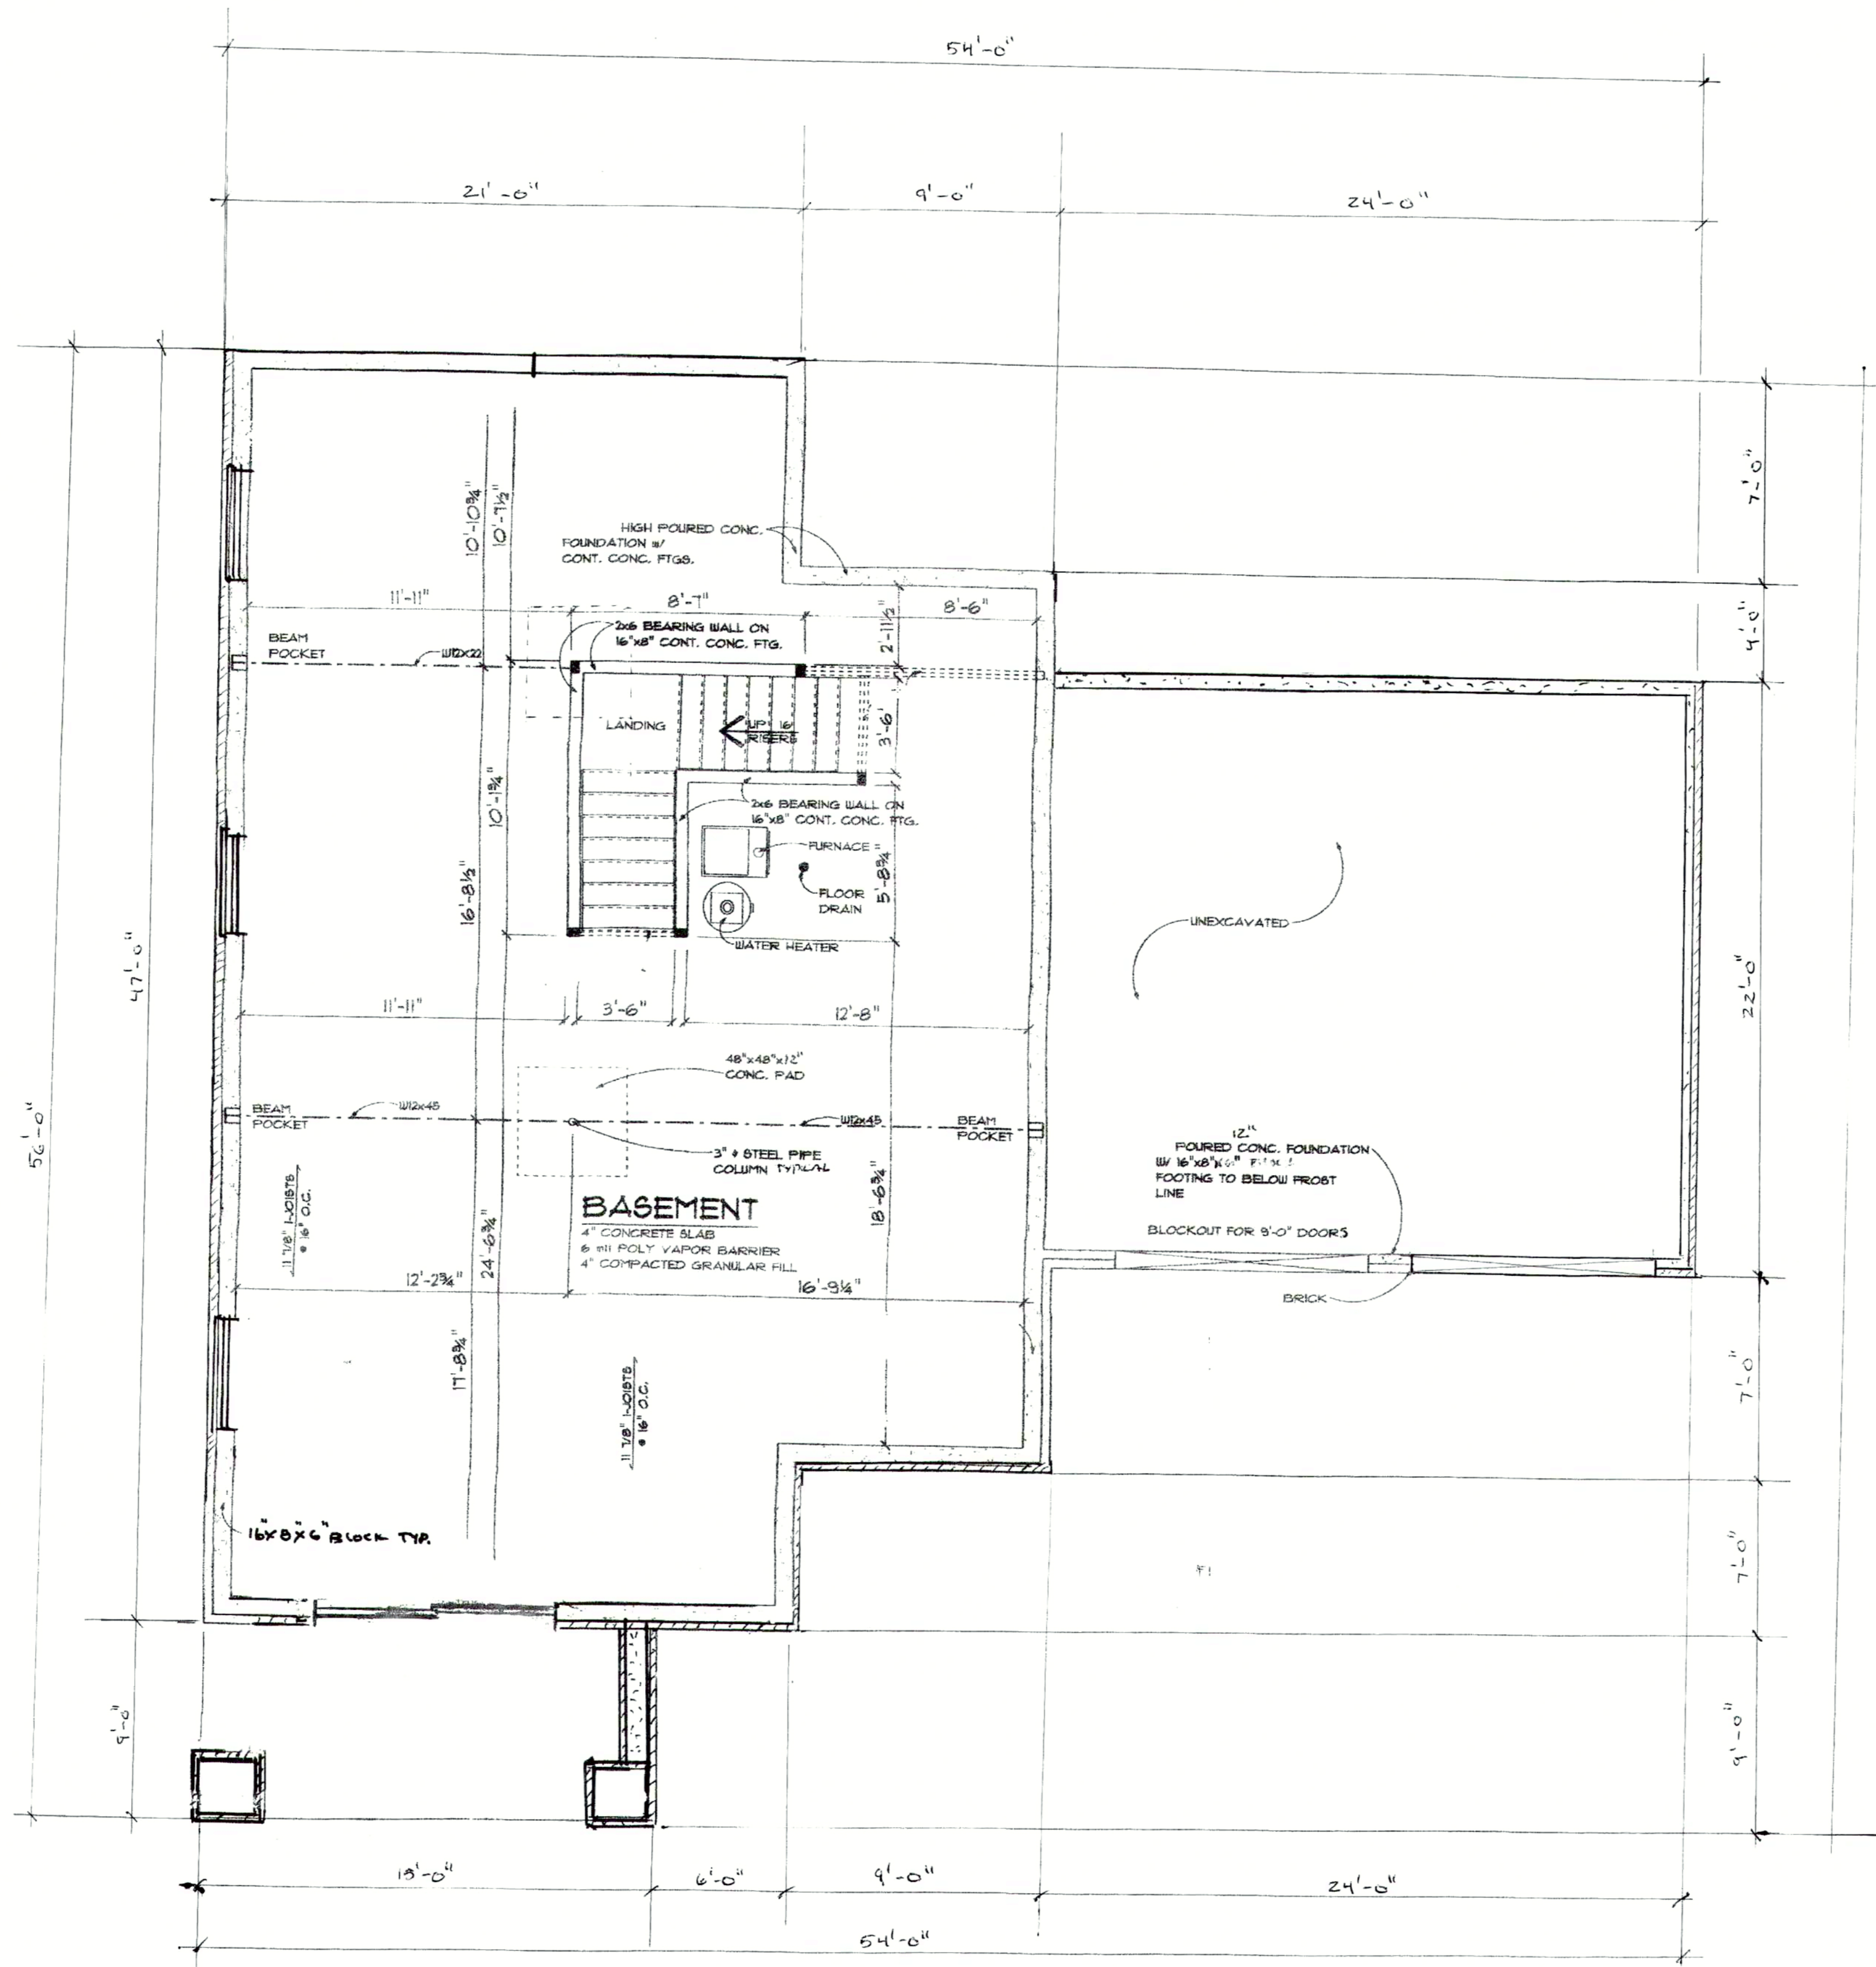 54'-0"
21'-0"
9'-0"
24'-0"
7'-0"
10'-10¾"
10'-9½"
HIGH POURED CONC.
FOUNDATION W/
CONT. CONC. FTGS.
11'-11"
8'-7"
2'-11½"
8'-6"
4'-0"
2x6 BEARING WALL ON
16"x8" CONT. CONC. FTG.
BEAM
POCKET
W12x22
LANDING
UP 16
RISERS
3'-6"
10'-1¾"
2x6 BEARING WALL ON
16"x8" CONT. CONC. FTG.
FURNACE
5'-8¾"
16'-8½"
FLOOR
DRAIN
WATER HEATER
UNEXCAVATED
47'-0"
22'-0"
11'-11"
3'-6"
12'-8"
48"x48"x12"
CONC. PAD
56'-0"
BEAM
POCKET
W12x45
W12x45
BEAM
POCKET
3" ϕ STEEL PIPE
COLUMN TYPICAL
12"
POURED CONC. FOUNDATION
W/ 16"x8"
FOOTING TO BELOW FROST
LINE
11 7/8" I-JOISTS
@ 16" O.C.
BASEMENT
4" CONCRETE SLAB
6 mil POLY VAPOR BARRIER
4" COMPACTED GRANULAR FILL
18'-6¾"
24'-6¾"
BLOCKOUT FOR 9'-0" DOORS
12'-2¾"
16'-9¼"
BRICK
17'-8¾"
7'-0"
11 7/8" I-JOISTS
@ 16" O.C.
16"x8"x6" BLOCK TYP.
7'-0"
9'-0"
9'-0"
6'-0"
9'-0"
24'-0"
54'-0"